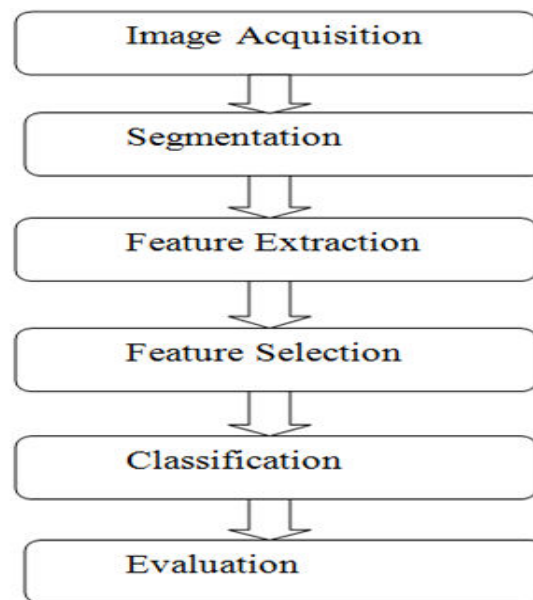 Image Acquisition
Segmentation
Feature Extraction
Feature Selection
Classification
Evaluation